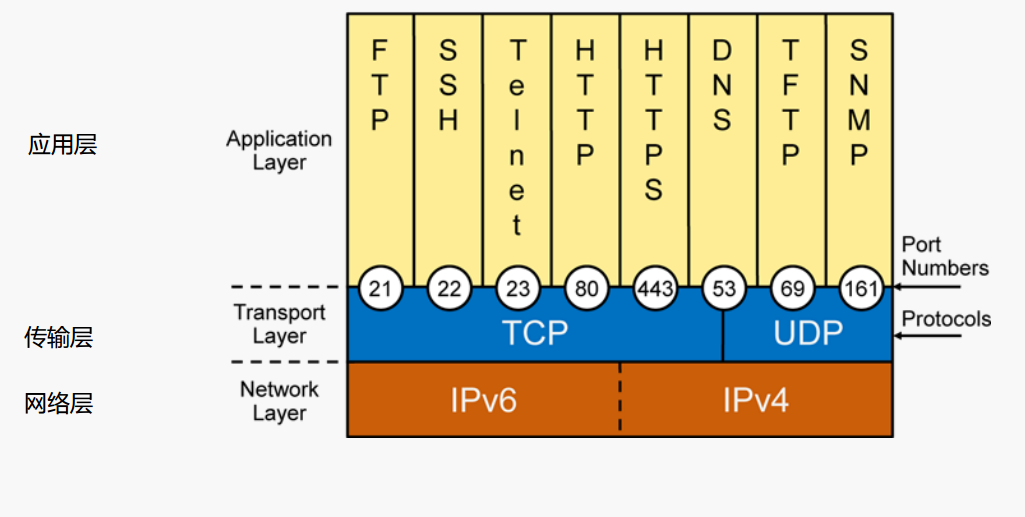 FTP
SSH
Telnet
HTTP
HTTPS
DNS
TFTP
SNMP
应用层
Application
Layer
Port
Numbers
21
22
23
80
443
53
69
161
传输层
Transport
Layer
TCP
UDP
Protocols
网络层
Network
Layer
IPv6
IPv4